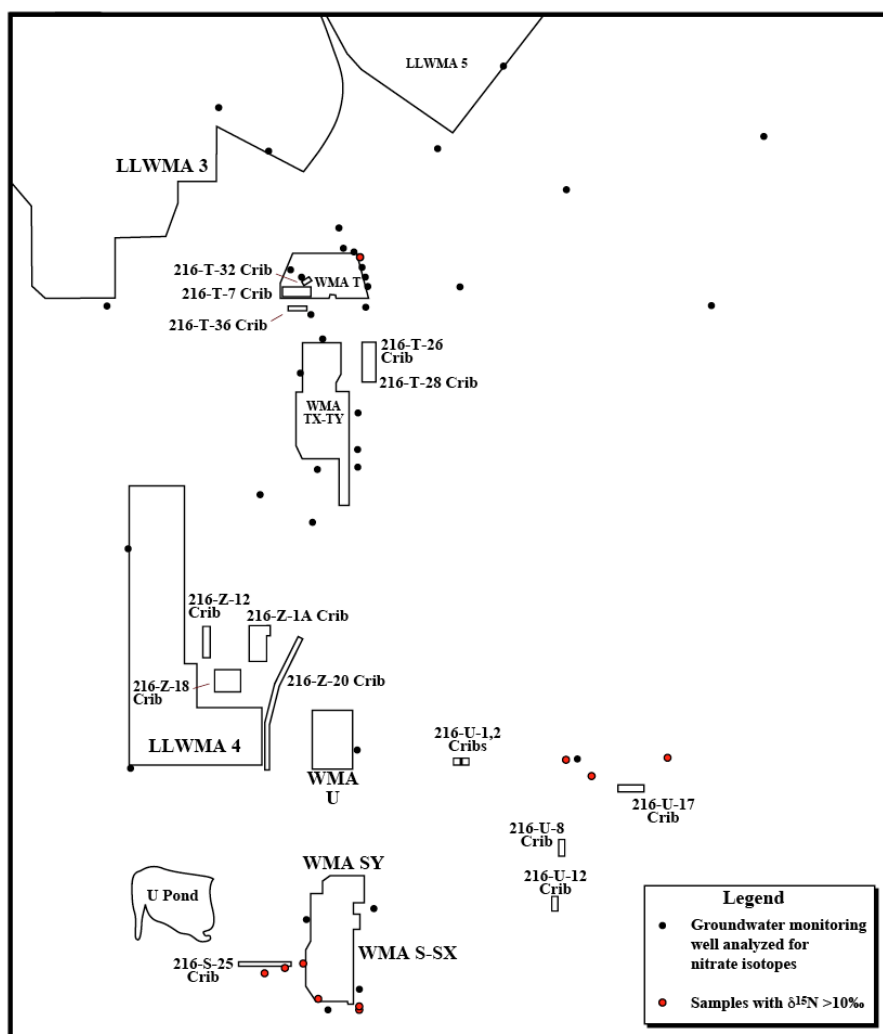 LLWMA 5
LLWMA 3
216-T-32 Crib
WMA T
216-T-7 Crib
216-T-36 Crib
216-T-26
Crib
216-T-28 Crib
WMA
TX-TY
216-Z-12
Crib
216-Z-1A Crib
216-Z-18
Crib
216-Z-20 Crib
LLWMA 4
WMA
U
216-U-1,2
Cribs
216-U-17
Crib
216-U-8
Crib
216-U-12
Crib
WMA SY
U Pond
WMA S-SX
216-S-25
Crib
Legend
Groundwater monitoring
well analyzed for
nitrate isotopes
Samples with δ¹⁵N >10‰